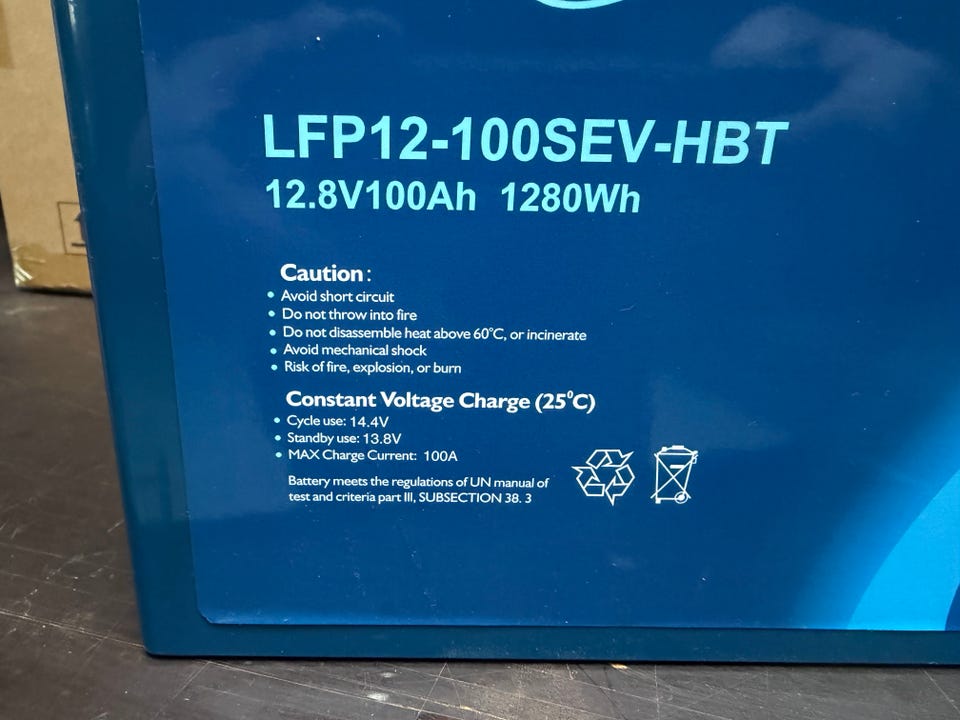 LFP12-100SEV-HBT
12.8V100Ah 1280Wh
Caution:
• Avoid short circuit
• Do not throw into fire
• Do not disassemble heat above 60°C, or incinerate
• Avoid mechanical shock
• Risk of fire, explosion, or burn
Constant Voltage Charge (25°C)
• Cycle use: 14.4V
• Standby use: 13.8V
• MAX Charge Current: 100A
Battery meets the regulations of UN manual of
test and criteria part III, SUBSECTION 38. 3